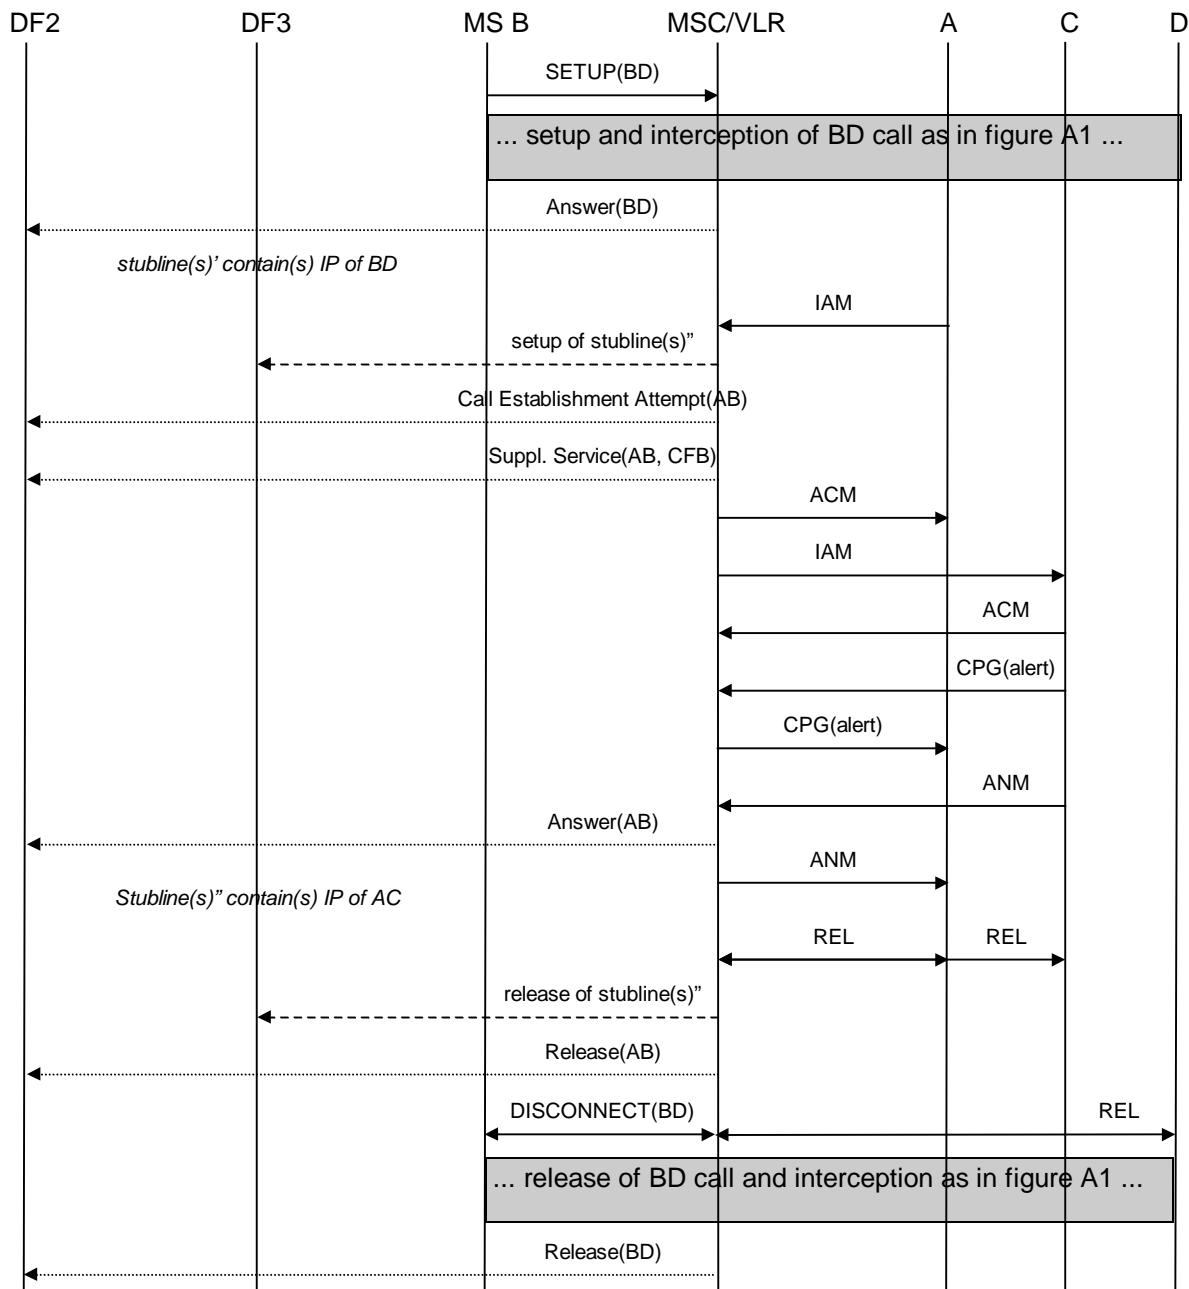 DF2 DF3 MS B MSC/VLR A C D
SETUP(BD)
... setup and interception of BD call as in figure A1 ...
Answer(BD)
stubline(s)’ contain(s) IP of BD
IAM
setup of stubline(s)”
Call Establishment Attempt(AB)
Suppl. Service(AB, CFB)
ACM
IAM
ACM
CPG(alert)
CPG(alert)
ANM
Answer(AB)
ANM
Stubline(s)” contain(s) IP of AC
REL REL
release of stubline(s)”
Release(AB)
DISCONNECT(BD) REL
... release of BD call and interception as in figure A1 ...
Release(BD)